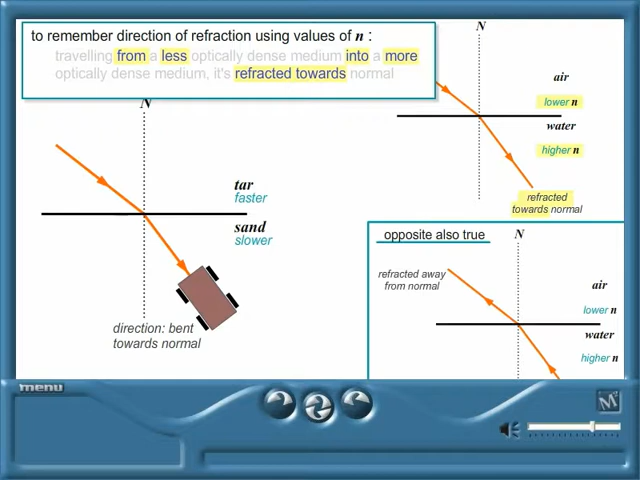 to remember direction of refraction using values of n :
travelling from a less optically dense medium into a more
optically dense medium, it's refracted towards normal
N
tar
faster
sand
slower
direction: bent
towards normal
N
air
lower n
water
higher n
refracted
towards normal
opposite also true
N
refracted away
from normal
air
lower n
water
higher n
menu
M